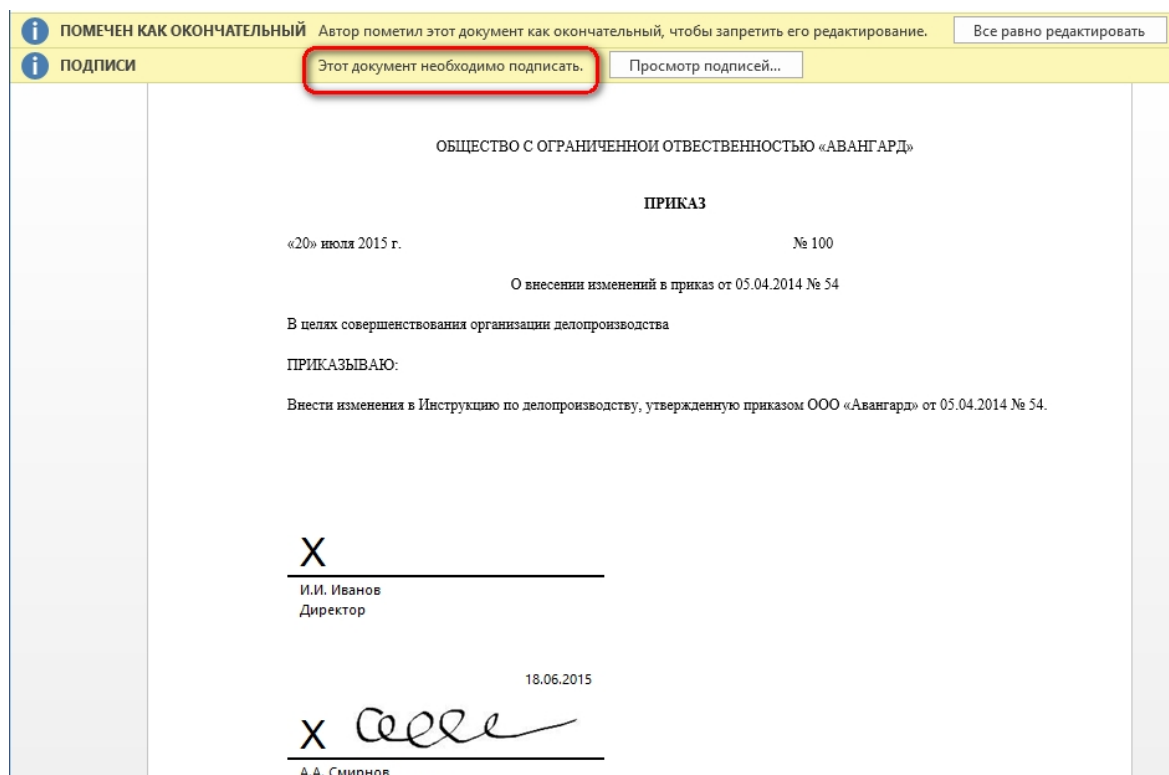 ПОМЕЧЕН КАК ОКОНЧАТЕЛЬНЫЙ Автор пометил этот документ как окончательный, чтобы запретить его редактирование. Все равно редактировать
ПОДПИСИ Этот документ необходимо подписать. Просмотр подписей...
ОБЩЕСТВО С ОГРАНИЧЕННОИ ОТВЕСТВЕННОСТЬЮ «АВАНГАРД»
ПРИКАЗ
«20» июля 2015 г. № 100
О внесении изменений в приказ от 05.04.2014 № 54
В целях совершенствования организации делопроизводства
ПРИКАЗЫВАЮ:
Внести изменения в Инструкцию по делопроизводству, утвержденную приказом ООО «Авангард» от 05.04.2014 № 54.
X
И.И. Иванов
Директор
18.06.2015
X
А.А. Смирнов